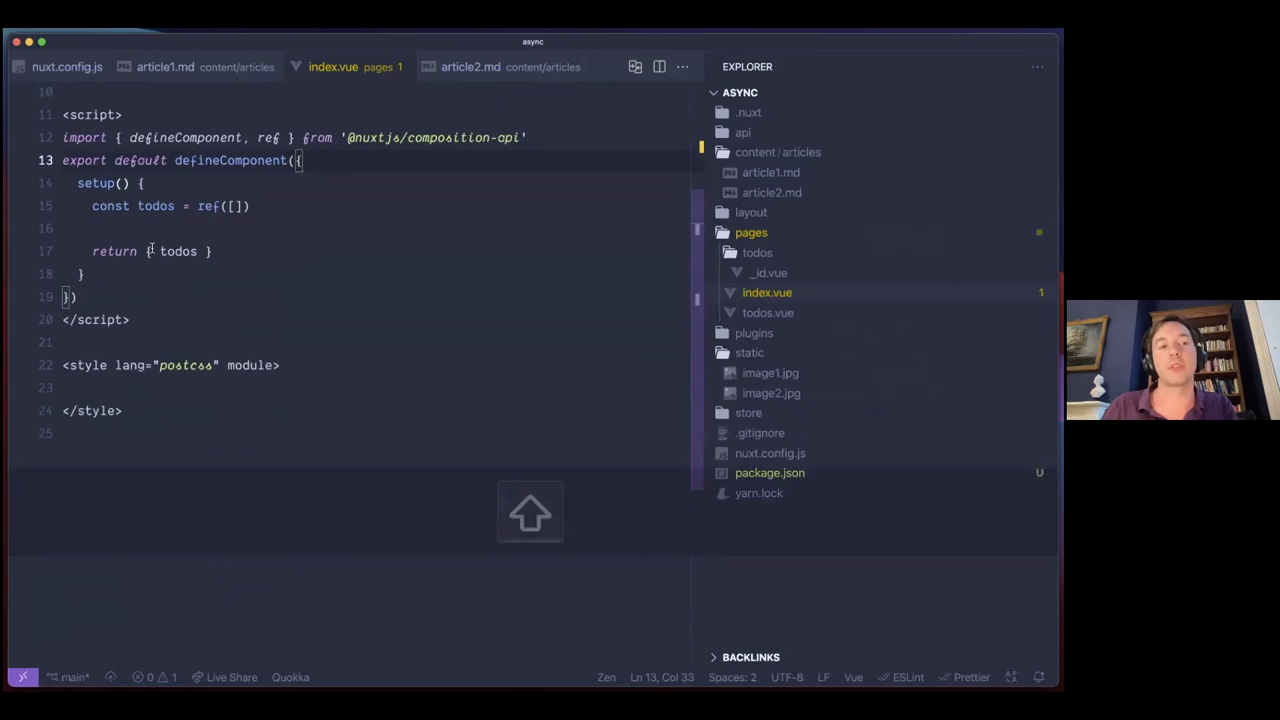 async
nuxt.config.js
article1.md content/articles
index.vue pages 1
article2.md content/articles
10
11 <script>
12 import { defineComponent, ref } from '@nuxtjs/composition-api'
13 export default defineComponent({
14 setup() {
15 const todos = ref([])
16
17 return { todos }
18 }
19 })
20 </script>
21
22 <style lang="postcss" module>
23
24 </style>
25
EXPLORER
ASYNC
.nuxt
api
content / articles
article1.md
article2.md
layout
pages
todos
_id.vue
index.vue 1
todos.vue
plugins
static
image1.jpg
image2.jpg
store
.gitignore
nuxt.config.js
package.json U
yarn.lock
BACKLINKS
main* 0 1 Live Share Quokka Zen Ln 13, Col 33 Spaces: 2 UTF-8 LF Vue ESLint Prettier